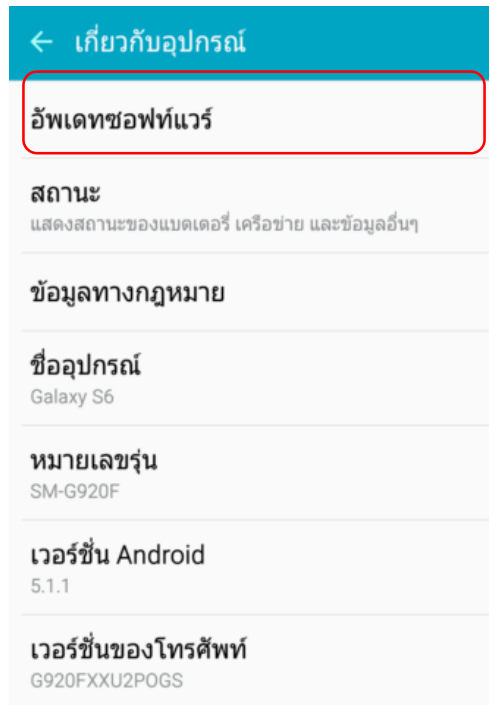 เกี่ยวกับอุปกรณ์
อัพเดทซอฟท์แวร์
สถานะ
แสดงสถานะของแบตเตอรี่ เครือข่าย และข้อมูลอื่นๆ
ข้อมูลทางกฎหมาย
ชื่ออุปกรณ์
Galaxy S6
หมายเลขรุ่น
SM-G920F
เวอร์ชั่น Android
5.1.1
เวอร์ชั่นของโทรศัพท์
G920FXXU2POGS